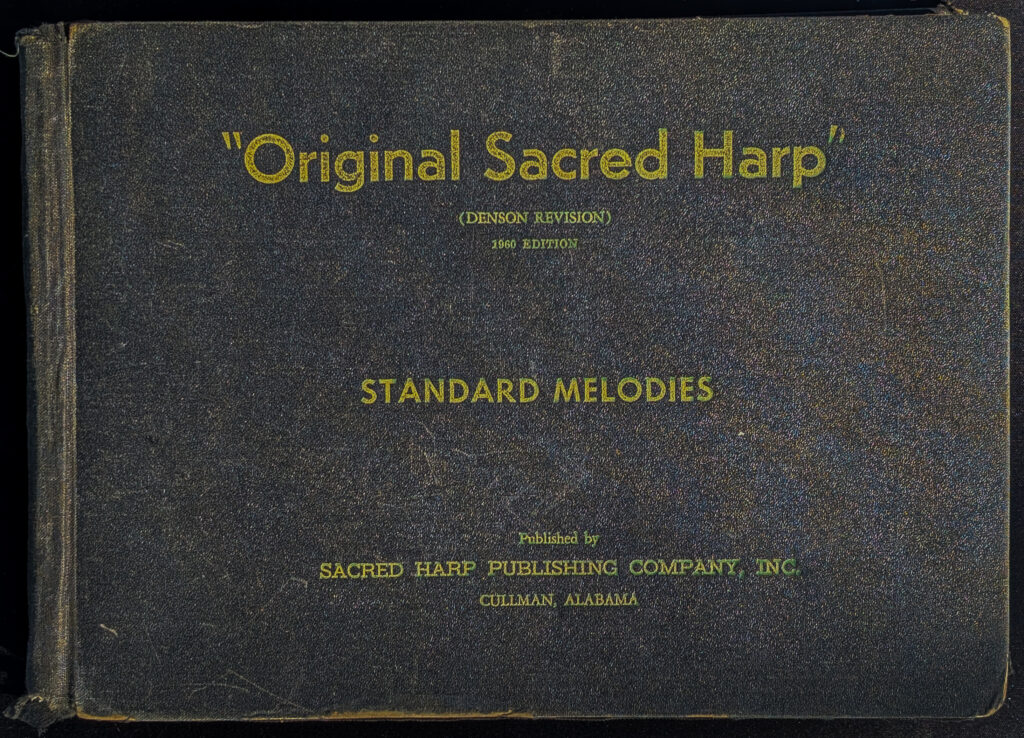 "Original Sacred Harp"
(DENSON REVISION)
1960 EDITION
STANDARD MELODIES
Published by
SACRED HARP PUBLISHING COMPANY, INC.
CULLMAN, ALABAMA